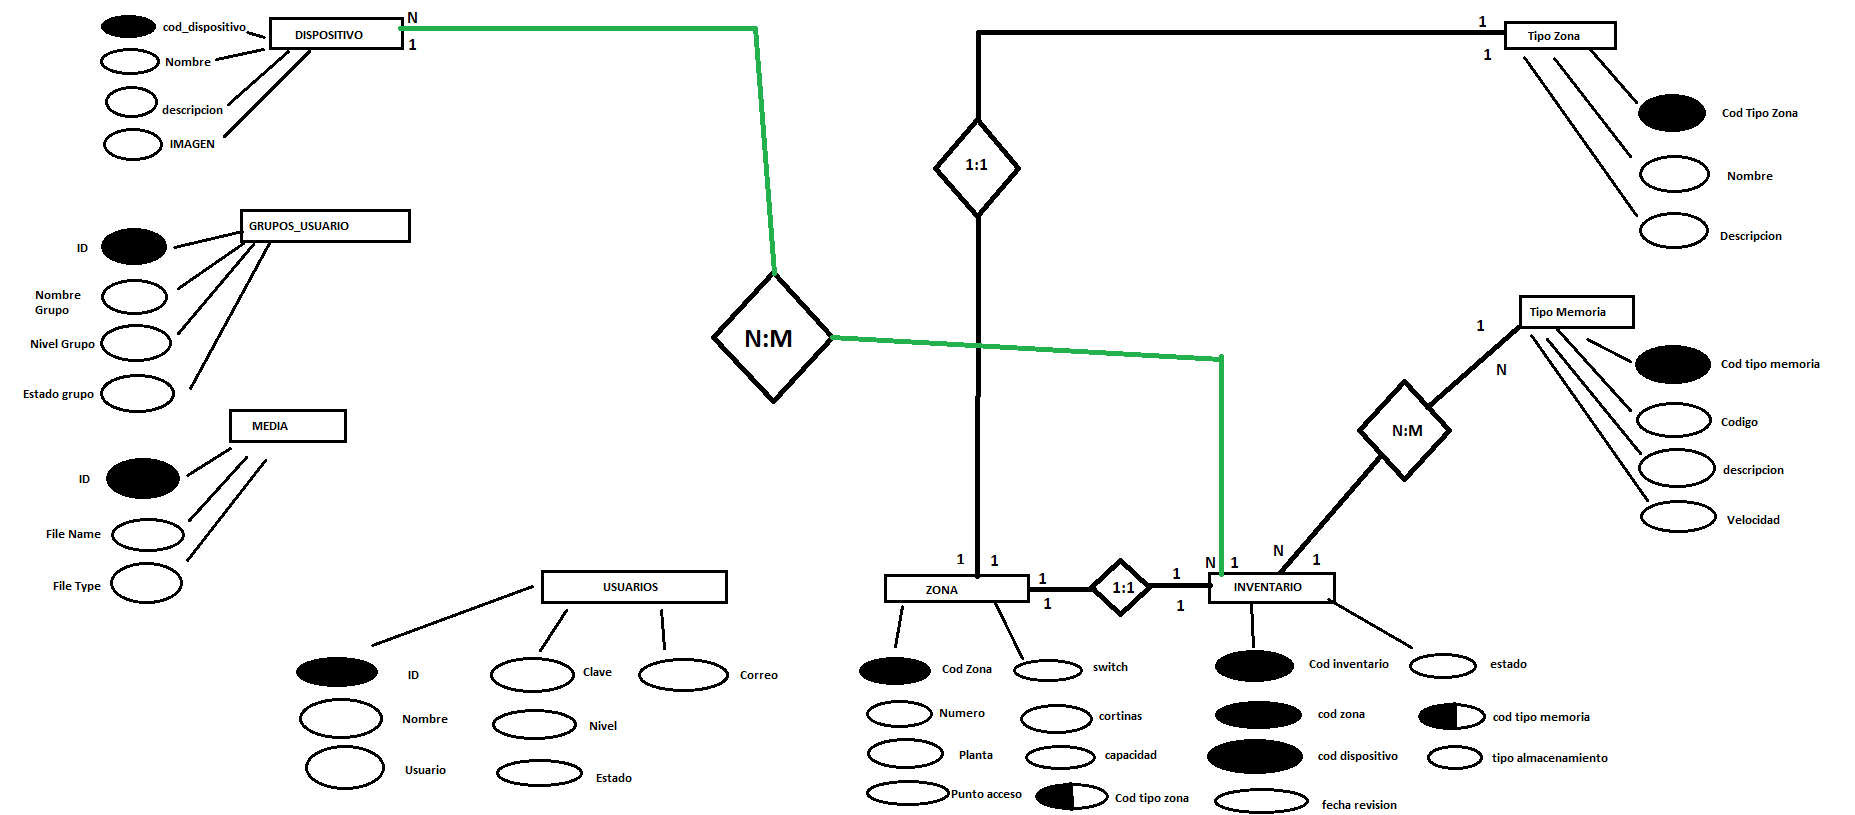 cod_dispositivo
DISPOSITIVO
N
1
Nombre
descripcion
IMAGEN
1
1
Tipo Zona
Cod Tipo Zona
Nombre
Descripcion
1:1
GRUPOS_USUARIO
ID
Nombre
Grupo
Nivel Grupo
Estado grupo
N:M
1
N
Tipo Memoria
Cod tipo memoria
Codigo
descripcion
Velocidad
N:M
MEDIA
ID
File Name
File Type
USUARIOS
ID
Nombre
Usuario
Clave
Nivel
Estado
Correo
1
1
ZONA
1
1
1:1
1
1
N
1
N
1
INVENTARIO
Cod Zona
Numero
Planta
Punto acceso
switch
cortinas
capacidad
Cod tipo zona
Cod inventario
cod zona
cod dispositivo
fecha revision
estado
cod tipo memoria
tipo almacenamiento